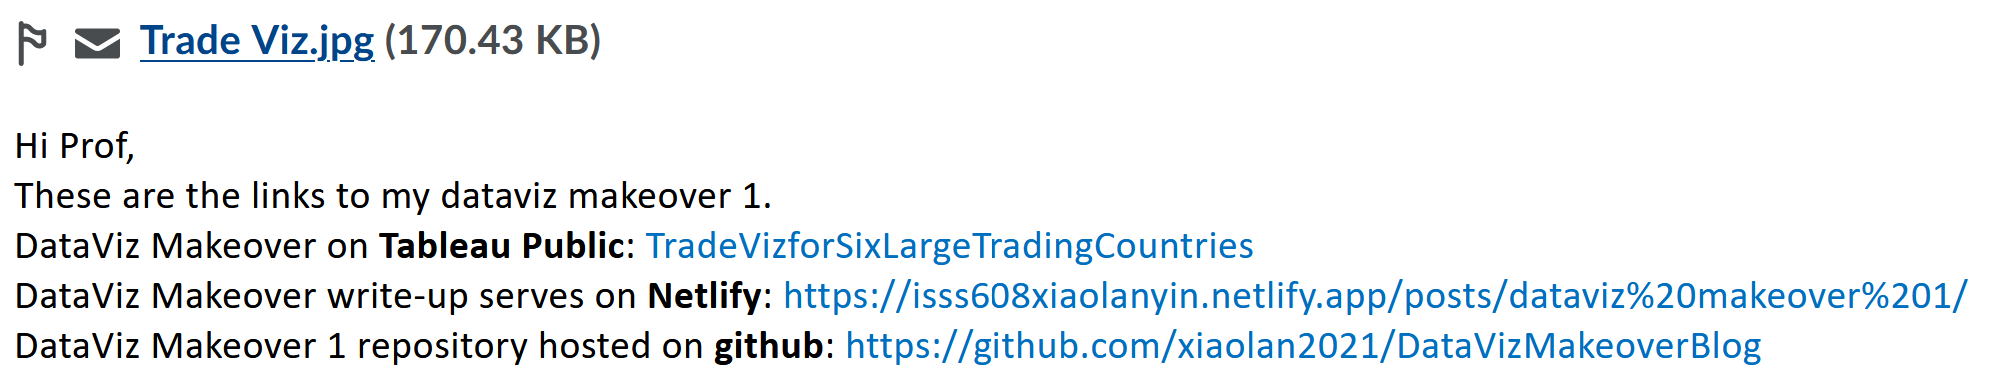 Trade Viz.jpg (170.43 KB)
Hi Prof,
These are the links to my dataviz makeover 1.
DataViz Makeover on Tableau Public: TradeVizforSixLargeTradingCountries
DataViz Makeover write-up serves on Netlify: https://isss608xiaolanyin.netlify.app/posts/dataviz%20makeover%201/
DataViz Makeover 1 repository hosted on github: https://github.com/xiaolan2021/DataVizMakeoverBlog